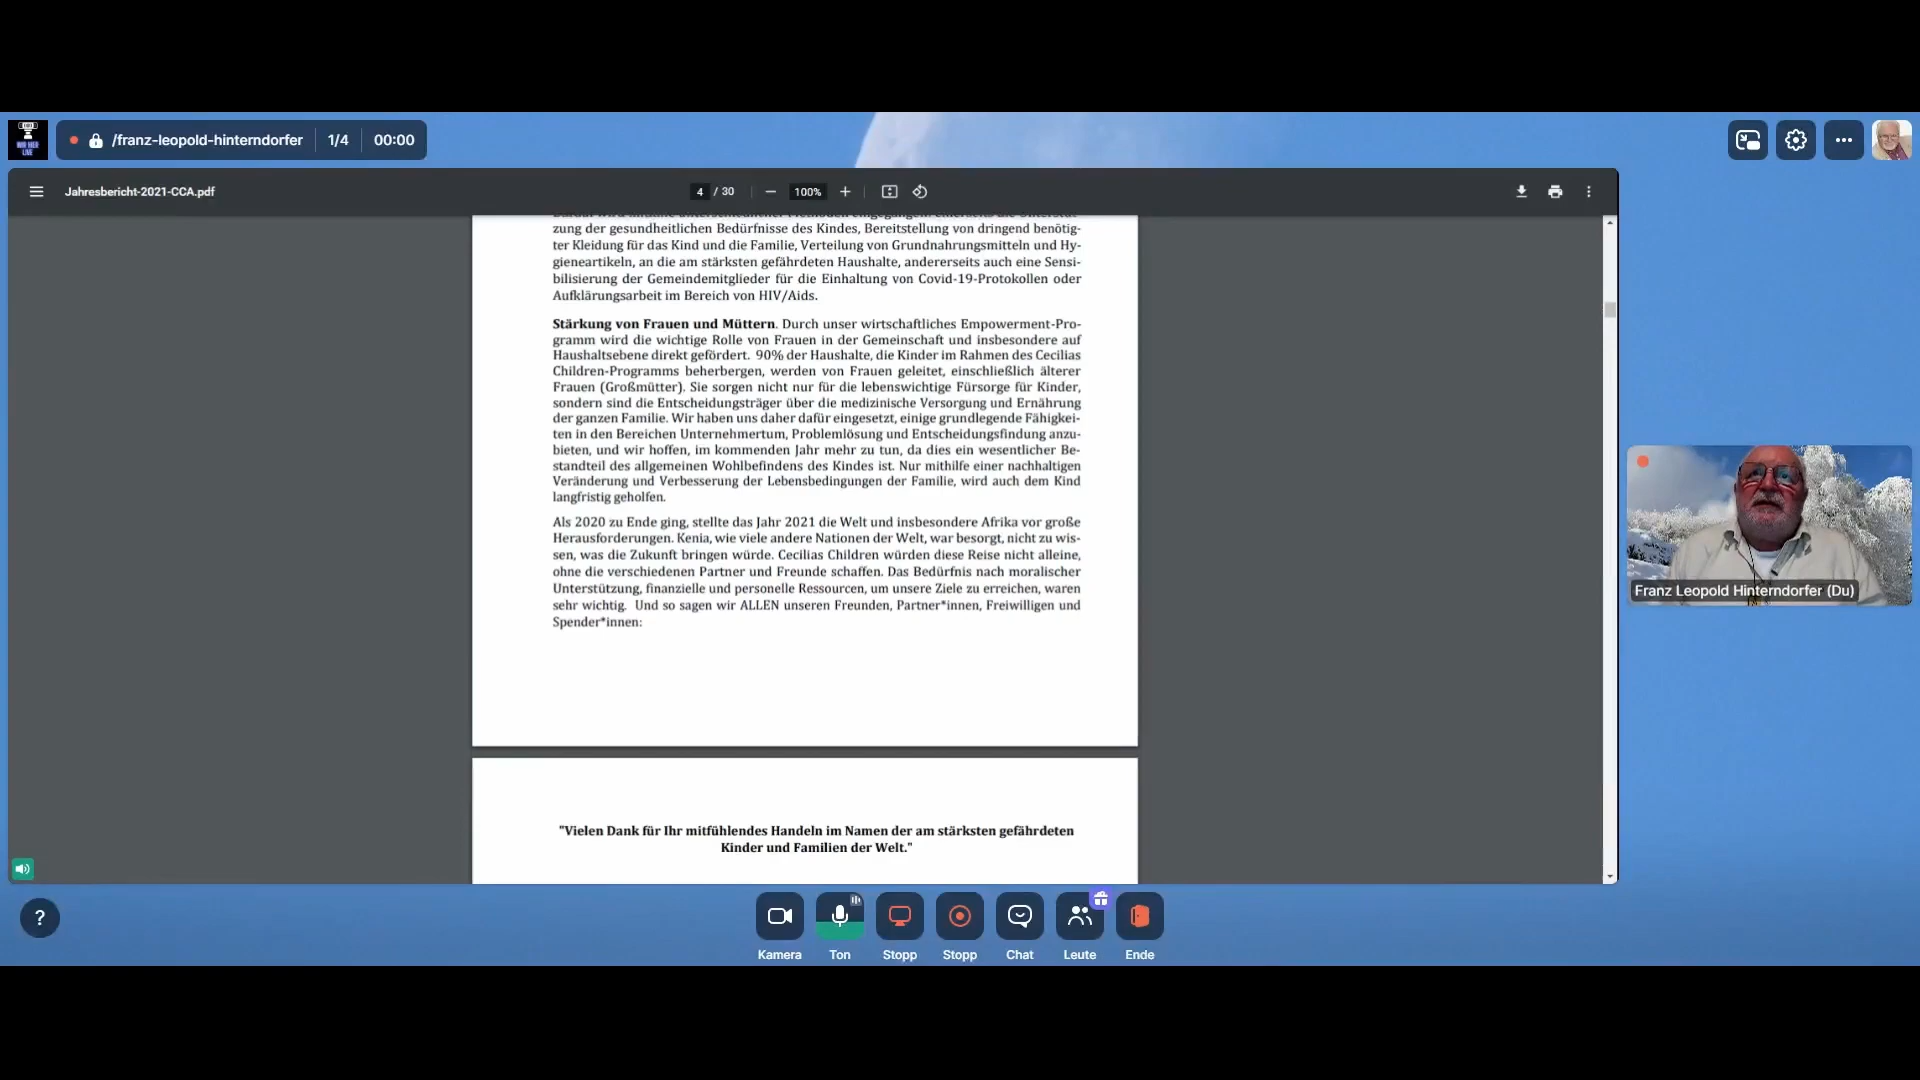 /franz-leopold-hinterndorfer 1/4 00:00
Jahresbericht-2021-CCA.pdf 4 / 30 100%
zung der gesundheitlichen Bedürfnisse des Kindes, Bereitstellung von dringend benötig-
ter Kleidung für das Kind und die Familie, Verteilung von Grundnahrungsmitteln und Hy-
gieneartikeln, an die am stärksten gefährdeten Haushalte, andererseits auch eine Sensi-
bilisierung der Gemeindemitglieder für die Einhaltung von Covid-19-Protokollen oder
Aufklärungsarbeit im Bereich von HIV/Aids.
Stärkung von Frauen und Müttern. Durch unser wirtschaftliches Empowerment-Pro-
gramm wird die wichtige Rolle von Frauen in der Gemeinschaft und insbesondere auf
Haushaltsebene direkt gefördert. 90% der Haushalte, die Kinder im Rahmen des Cecilias
Children-Programms beherbergen, werden von Frauen geleitet, einschließlich älterer
Frauen (Großmütter). Sie sorgen nicht nur für die lebenswichtige Fürsorge für Kinder,
sondern sind die Entscheidungsträger über die medizinische Versorgung und Ernährung
der ganzen Familie. Wir haben uns daher dafür eingesetzt, einige grundlegende Fähigkei-
ten in den Bereichen Unternehmertum, Problemlösung und Entscheidungsfindung anzu-
bieten, und wir hoffen, im kommenden Jahr mehr zu tun, da dies ein wesentlicher Be-
standteil des allgemeinen Wohlbefindens des Kindes ist. Nur mithilfe einer nachhaltigen
Veränderung und Verbesserung der Lebensbedingungen der Familie, wird auch dem Kind
langfristig geholfen.
Als 2020 zu Ende ging, stellte das Jahr 2021 die Welt und insbesondere Afrika vor große
Herausforderungen. Kenia, wie viele andere Nationen der Welt, war besorgt, nicht zu wis-
sen, was die Zukunft bringen würde. Cecilias Children würden diese Reise nicht alleine,
ohne die verschiedenen Partner und Freunde schaffen. Das Bedürfnis nach moralischer
Unterstützung, finanzielle und personelle Ressourcen, um unsere Ziele zu erreichen, waren
sehr wichtig. Und so sagen wir ALLEN unseren Freunden, Partner*innen, Freiwilligen und
Spender*innen:
"Vielen Dank für Ihr mitfühlendes Handeln im Namen der am stärksten gefährdeten
Kinder und Familien der Welt."
Franz Leopold Hinterndorfer (Du)
?
Kamera Ton Stopp Stopp Chat Leute Ende